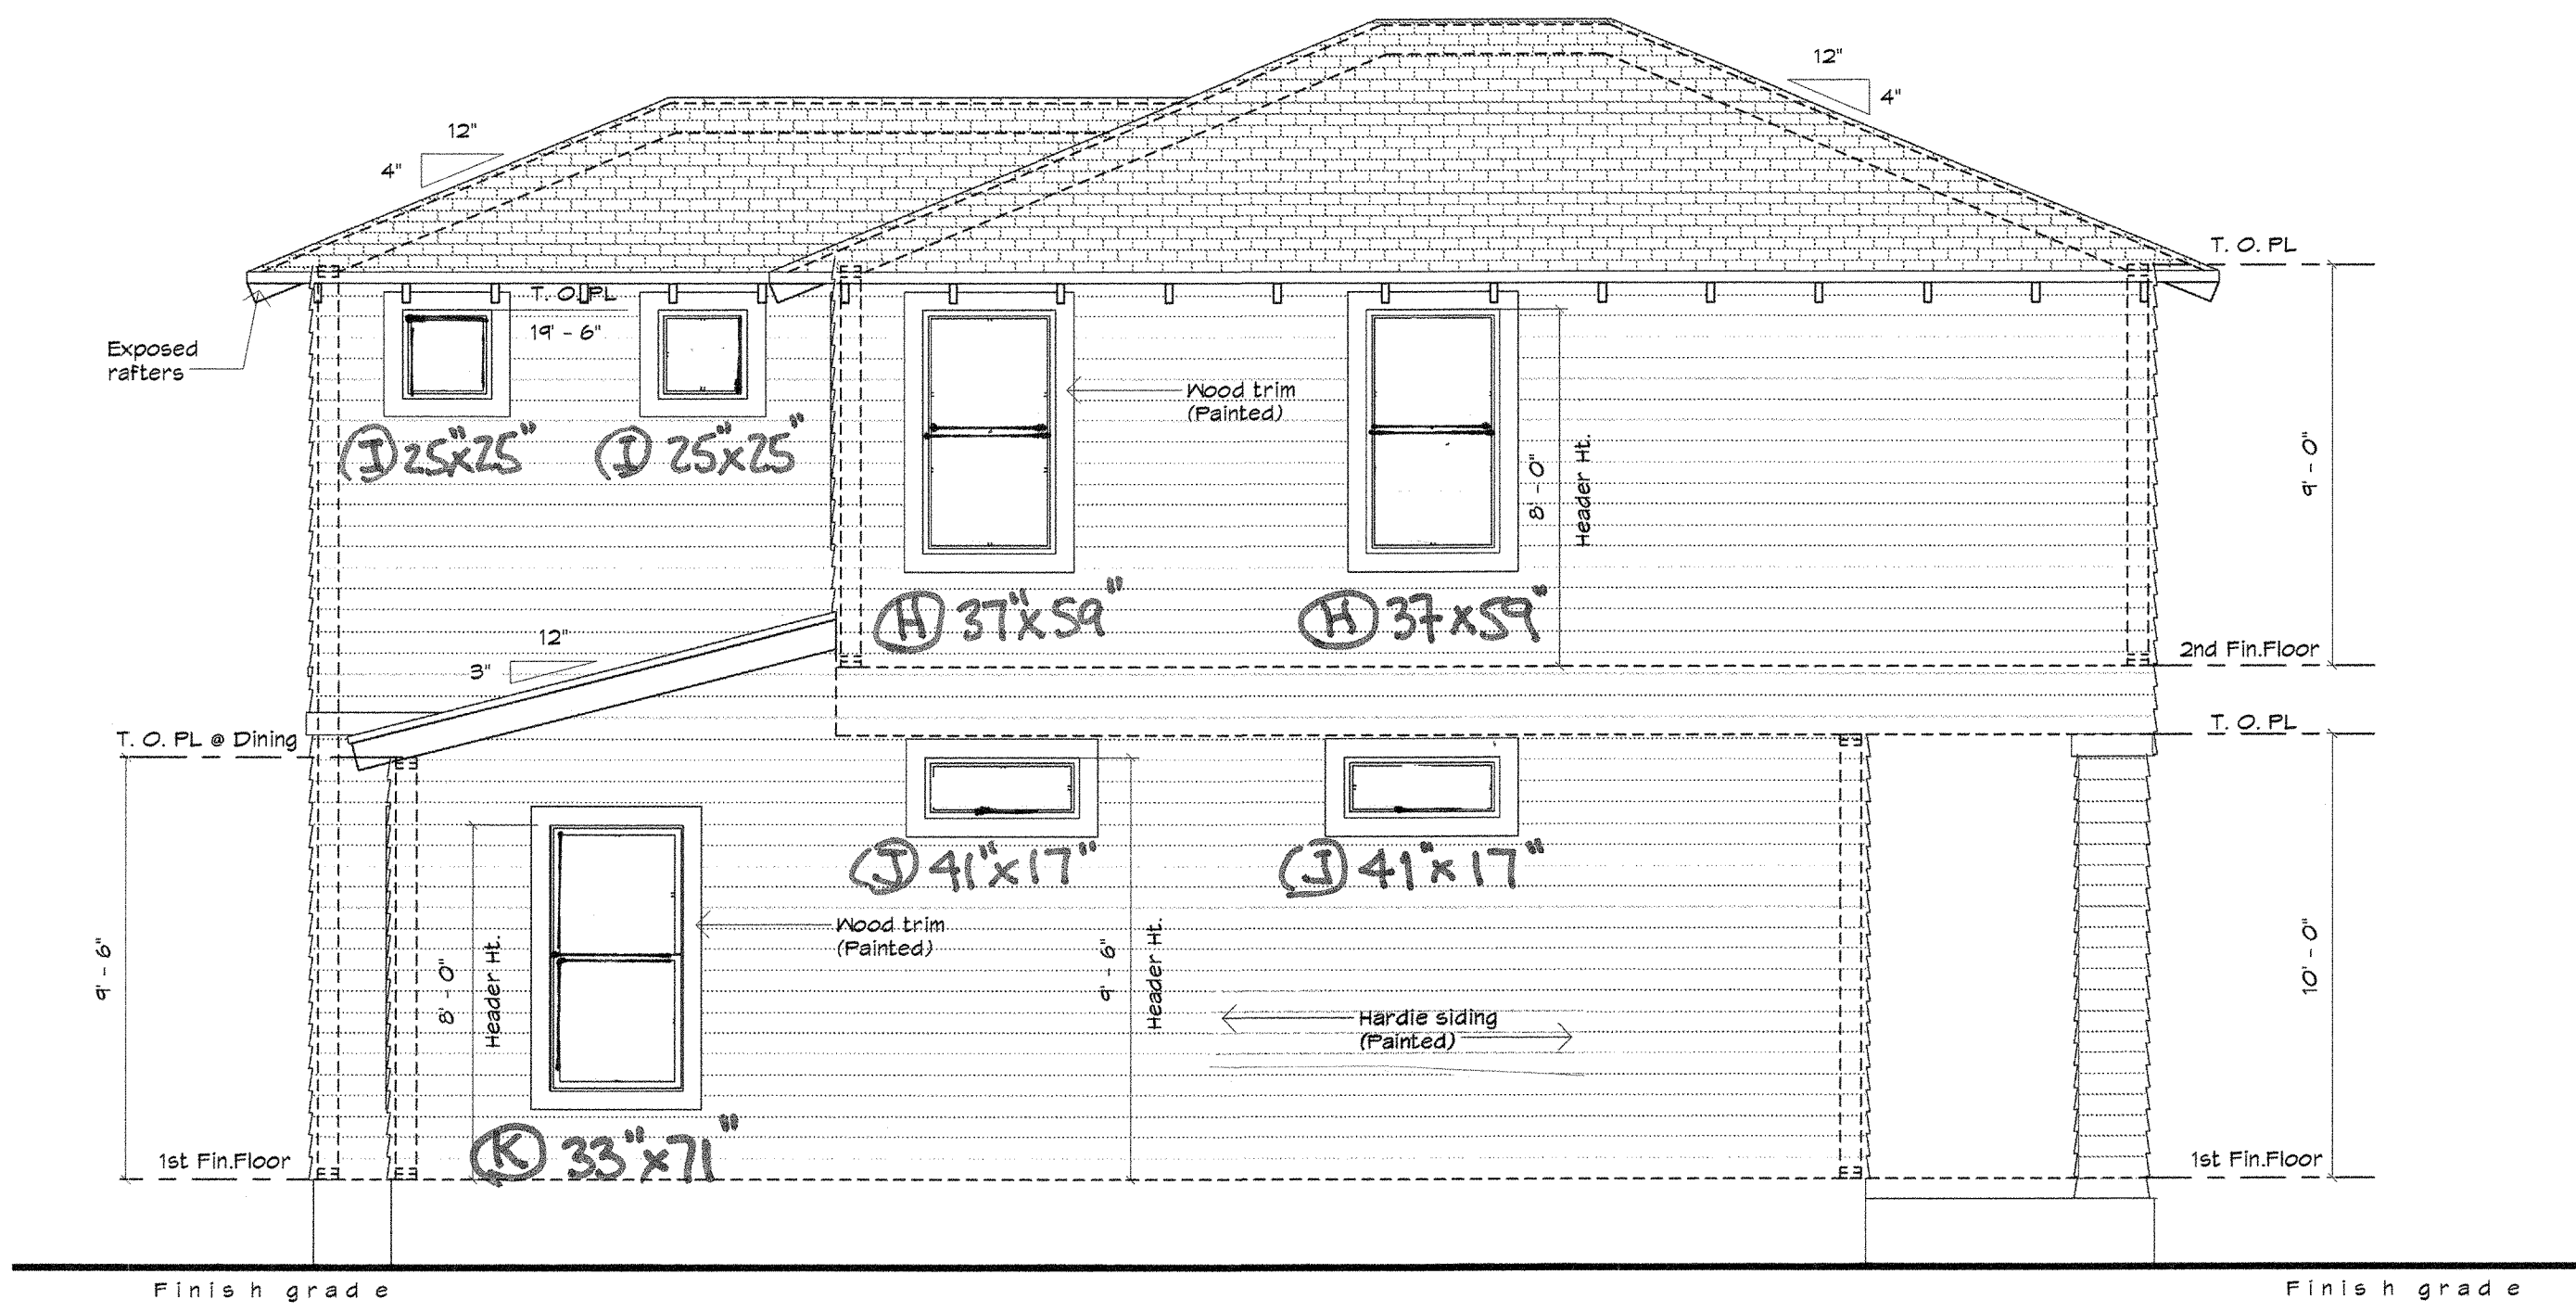 12"
4"
12"
4"
T. O. PL
T. O. PL
19' - 6"
Exposed
rafters
Wood trim
(Painted)
I 25"x25"
I 25"x25"
8' - 0"
Header Ht.
9' - 0"
H 37"x59"
H 37x59"
12"
3"
2nd Fin.Floor
T. O. PL
T. O. PL @ Dining
J 41"x17"
J 41"x17"
Wood trim
(Painted)
9' - 6"
8' - 0"
Header Ht.
9' - 6"
Header Ht.
Hardie siding
(Painted)
10' - 0"
K 33"x71"
1st Fin.Floor
1st Fin.Floor
Finish grade
Finish grade